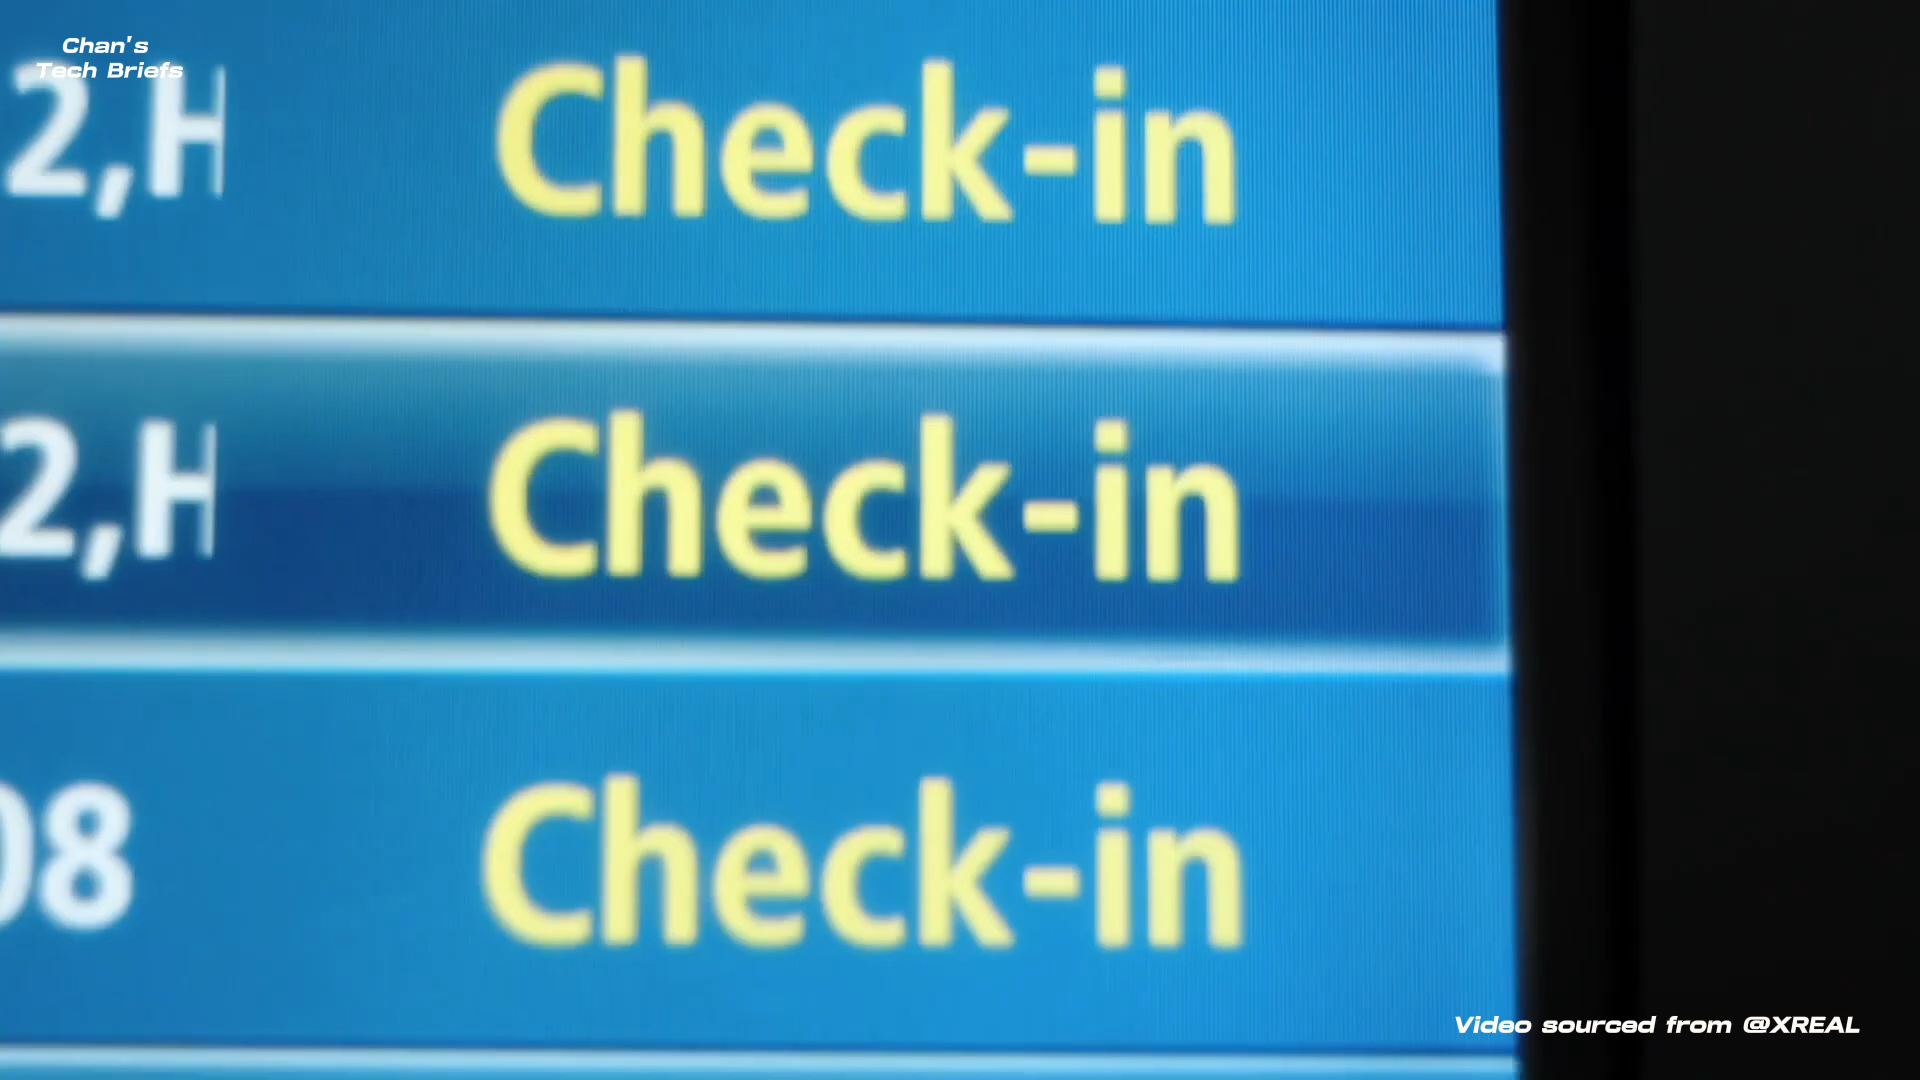 Chan's
Tech Briefs
2,H Check-in
2,H Check-in
08 Check-in
Video sourced from @XREAL